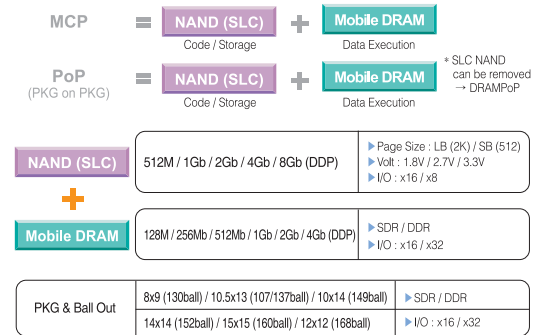 MCP = NAND (SLC) + Mobile DRAM
Code / Storage Data Execution
PoP = NAND (SLC) + Mobile DRAM
(PKG on PKG) Code / Storage Data Execution
* SLC NAND
can be removed
→ DRAMPoP
NAND (SLC)
512M / 1Gb / 2Gb / 4Gb / 8Gb (DDP)
▶Page Size : LB (2K) / SB (512)
▶Volt : 1.8V / 2.7V / 3.3V
▶I/O : x16 / x8
+
Mobile DRAM
128M / 256Mb / 512Mb / 1Gb / 2Gb / 4Gb (DDP)
▶SDR / DDR
▶I/O : x16 / x32
PKG & Ball Out
8x9 (130ball) / 10.5x13 (107/137ball) / 10x14 (149ball)
▶SDR / DDR
14x14 (152ball) / 15x15 (160ball) / 12x12 (168ball)
▶I/O : x16 / x32